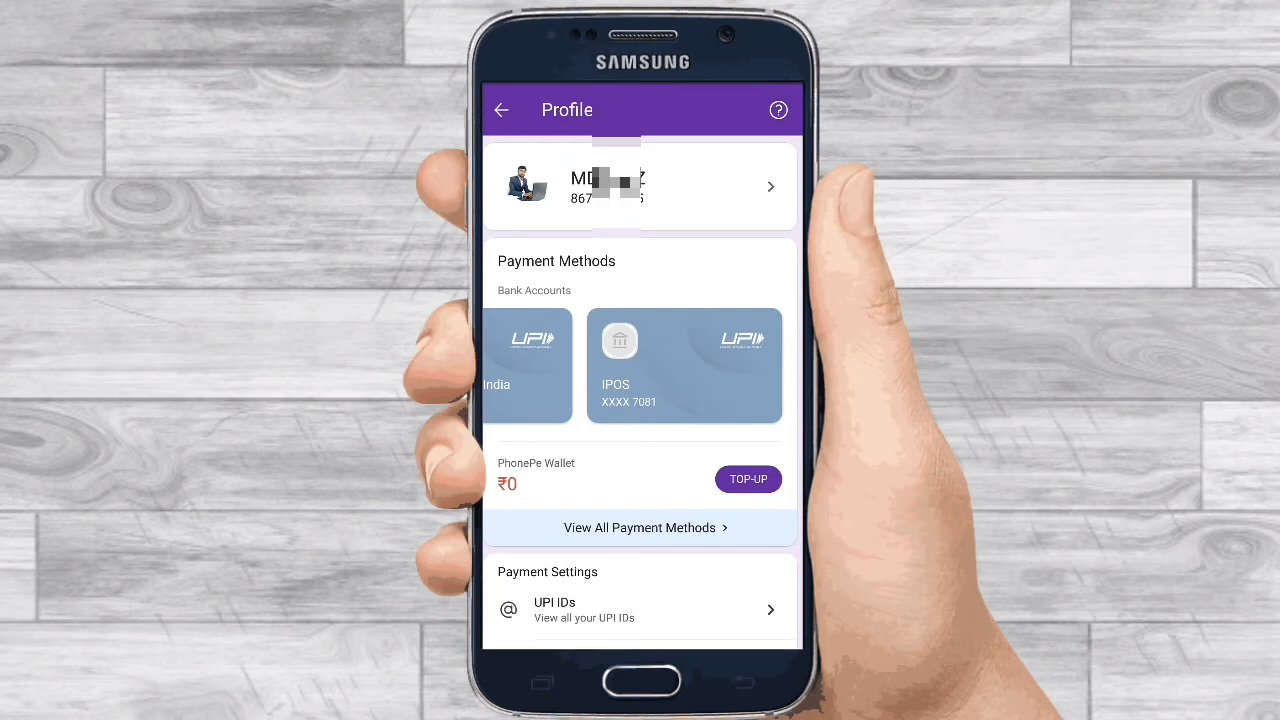 SAMSUNG
Profile
867
Payment Methods
Bank Accounts
UPI
UPI
India
IPOS
XXXX 7081
PhonePe Wallet
₹0
TOP-UP
View All Payment Methods
Payment Settings
UPI IDs
View all your UPI IDs